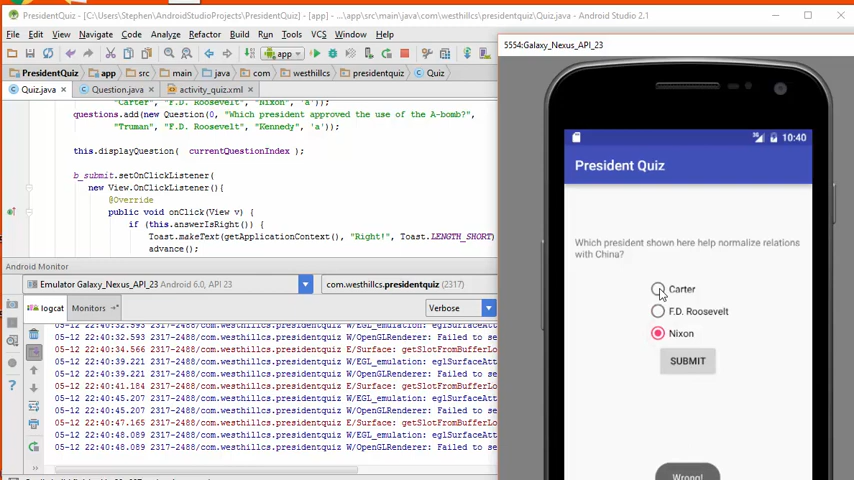 PresidentQuiz - [C:\Users\Stephen\AndroidStudioProjects\PresidentQuiz] - [app] - ...\app\src\main\java\com\westhillcs\presidentquiz\Quiz.java - Android Studio 2.1
File Edit View Navigate Code Analyze Refactor Build Run Tools VCS Window Help
app
PresidentQuiz app src main java com westhillcs presidentquiz Quiz
Quiz.java × Question.java × activity_quiz.xml ×
"Carter", "F.D. Roosevelt", "Nixon", 'a'));
questions.add(new Question(0, "Which president approved the use of the A-bomb?",
"Truman", "F.D. Roosevelt", "Kennedy", 'a'));
this.displayQuestion( currentQuestionIndex );
b_submit.setOnClickListener(
new View.OnClickListener(){
@Override
public void onClick(View v) {
if (this.answerIsRight()) {
Toast.makeText(getApplicationContext(), "Right!", Toast.LENGTH_SHORT)
advance();
Android Monitor
Emulator Galaxy_Nexus_API_23 Android 6.0, API 23
com.westhillcs.presidentquiz (2317)
logcat Monitors
Verbose
05-12 22:40:32.593 2317-2488/com.westhillcs.presidentquiz W/EGL_emulation: eglSurfaceAtt
05-12 22:40:32.593 2317-2488/com.westhillcs.presidentquiz W/OpenGLRenderer: Failed to se
05-12 22:40:34.566 2317-2488/com.westhillcs.presidentquiz E/Surface: getSlotFromBufferLo
05-12 22:40:39.221 2317-2488/com.westhillcs.presidentquiz W/EGL_emulation: eglSurfaceAtt
05-12 22:40:39.221 2317-2488/com.westhillcs.presidentquiz W/OpenGLRenderer: Failed to se
05-12 22:40:41.184 2317-2488/com.westhillcs.presidentquiz E/Surface: getSlotFromBufferLo
05-12 22:40:45.207 2317-2488/com.westhillcs.presidentquiz W/EGL_emulation: eglSurfaceAtt
05-12 22:40:45.207 2317-2488/com.westhillcs.presidentquiz W/OpenGLRenderer: Failed to se
05-12 22:40:47.165 2317-2488/com.westhillcs.presidentquiz E/Surface: getSlotFromBufferLo
05-12 22:40:48.089 2317-2488/com.westhillcs.presidentquiz W/EGL_emulation: eglSurfaceAtt
05-12 22:40:48.089 2317-2488/com.westhillcs.presidentquiz W/OpenGLRenderer: Failed to se
5554:Galaxy_Nexus_API_23
10:40
President Quiz
Which president shown here help normalize relations
with China?
Carter
F.D. Roosevelt
Nixon
SUBMIT
Wrong!